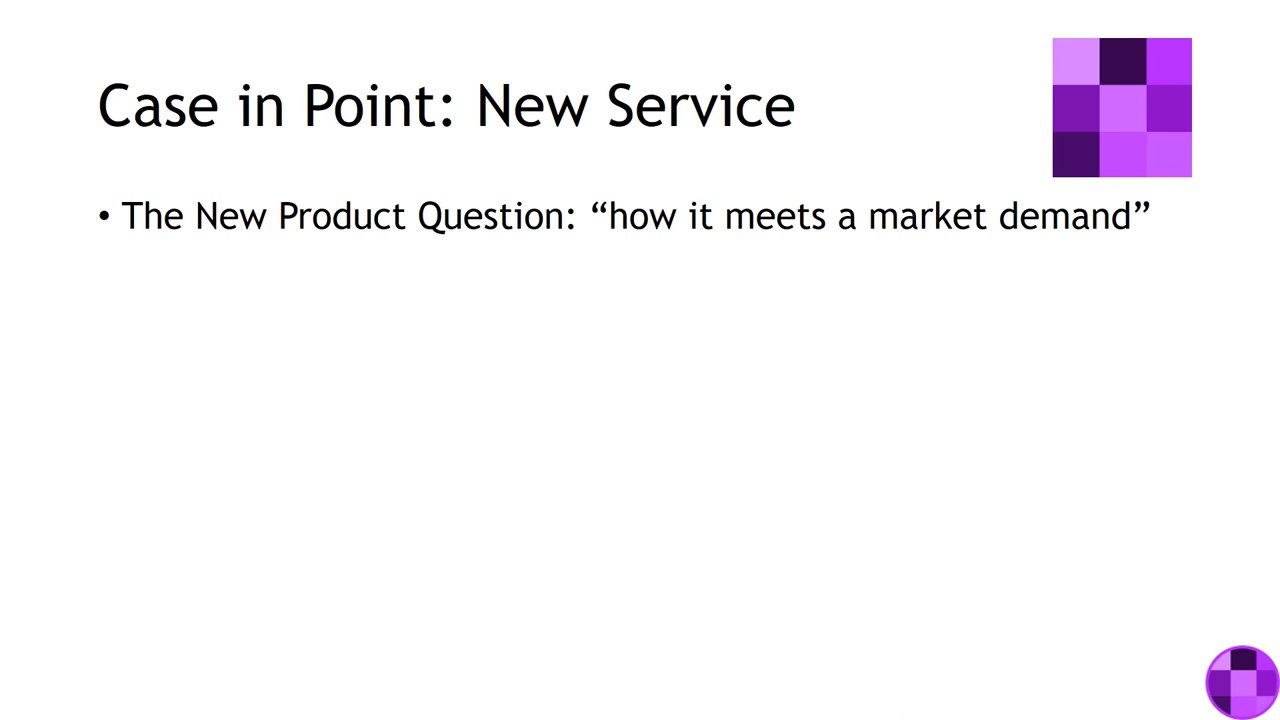 Case in Point: New Service
• The New Product Question: “how it meets a market demand”